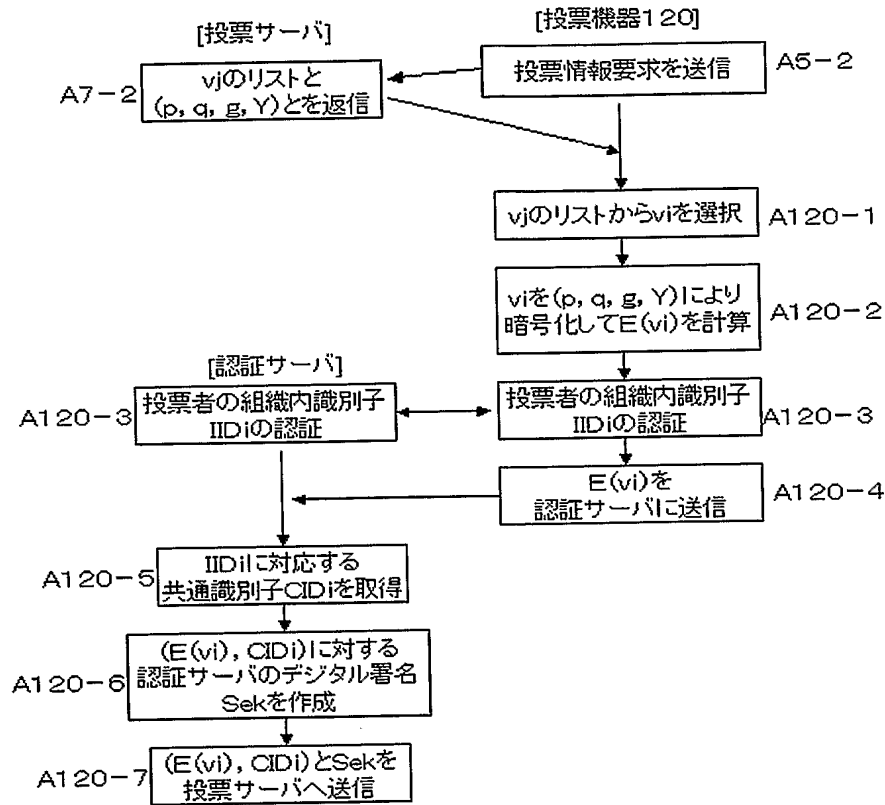 [投票サーバ]
[投票機器120]
A7-2
vjのリストと
(p, q, g, Y)とを返信
投票情報要求を送信
A5-2
vjのリストからviを選択
A120-1
viを(p, q, g, Y)により
暗号化してE(vi)を計算
A120-2
[認証サーバ]
A120-3
投票者の組織内識別子
IIDiの認証
投票者の組織内識別子
IIDiの認証
A120-3
E(vi)を
認証サーバに送信
A120-4
A120-5
IIDiに対応する
共通識別子CIDiを取得
A120-6
(E(vi), CIDi)に対する
認証サーバのデジタル署名
Sekを作成
A120-7
(E(vi), CIDi)とSekを
投票サーバへ送信